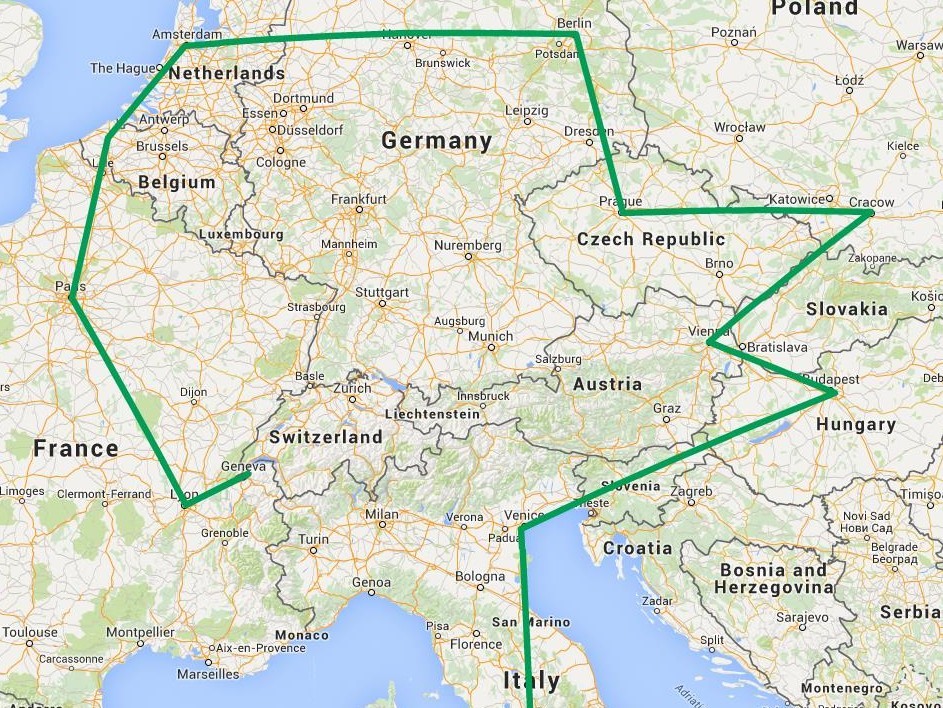 Poland
Berlin
Amsterdam
Hanover
Poznań
Warsaw
Potsdam
The Hague
Netherlands
Brunswick
Łódź
Dortmund
Essen
Leipzig
Antwerp
Düsseldorf
Dresden
Wrocław
Germany
Brussels
Kielce
Lille
Cologne
Belgium
Prague
Frankfurt
Katowice
Cracow
Luxembourg
Mannheim
Nuremberg
Czech Republic
Brno
Zakopane
Paris
Stuttgart
Strasbourg
Košic
Slovakia
Augsburg
Munich
Vienna
Bratislava
Salzburg
Basle
Zurich
Austria
Budapest
Deb
rs
Dijon
Innsbruck
Liechtenstein
Graz
Hungary
Switzerland
France
Geneva
Limoges
Clermont-Ferrand
Lyon
Slovenia
Zagreb
Timișo
Trieste
Milan
Verona
Venice
Padua
Novi Sad
Нови Сад
Grenoble
Turin
Croatia
Belgrade
Београд
Genoa
Bologna
Bosnia and
Herzegovina
Zadar
Serbia
Sarajevo
Pisa
San Marino
Toulouse
Montpellier
Monaco
Florence
Aix-en-Provence
Split
Carcassonne
Marseilles
Italy
Adriati
Montenegro
Kosovo